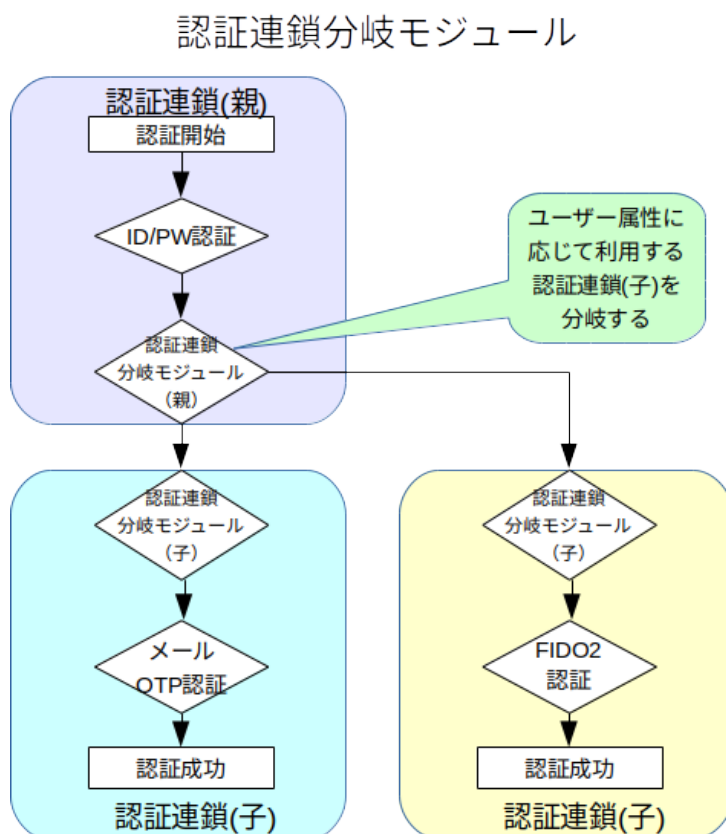 認証連鎖分岐モジュール
認証連鎖(親)
認証開始
ID/PW認証
ユーザー属性に
応じて利用する
認証連鎖(子)を
分岐する
認証連鎖
分岐モジュール
（親）
認証連鎖
分岐モジュール
（子）
メール
OTP認証
認証成功
認証連鎖(子)
認証連鎖
分岐モジュール
（子）
FIDO2
認証
認証成功
認証連鎖(子)